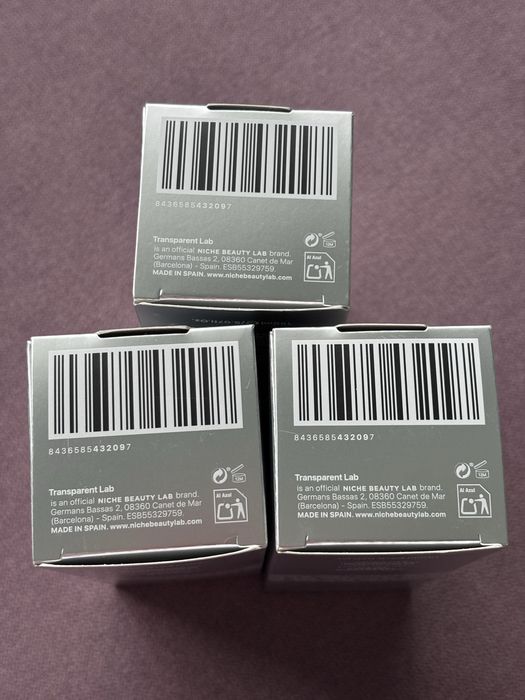 8436585432097
Transparent Lab
is an official NICHE BEAUTY LAB brand.
Germans Bassas 2, 08360 Canet de Mar
(Barcelona) - Spain. ESB55329759.
MADE IN SPAIN. www.nichebeautylab.com
12M
Al Azul
8436585432097
Transparent Lab
is an official NICHE BEAUTY LAB brand.
Germans Bassas 2, 08360 Canet de Mar
(Barcelona) - Spain. ESB55329759.
MADE IN SPAIN. www.nichebeautylab.com
12M
Al Azul
8436585432097
Transparent Lab
is an official NICHE BEAUTY LAB brand.
Germans Bassas 2, 08360 Canet de Mar
(Barcelona) - Spain. ESB55329759.
MADE IN SPAIN. www.nichebeautylab.com
12M
Al Azul